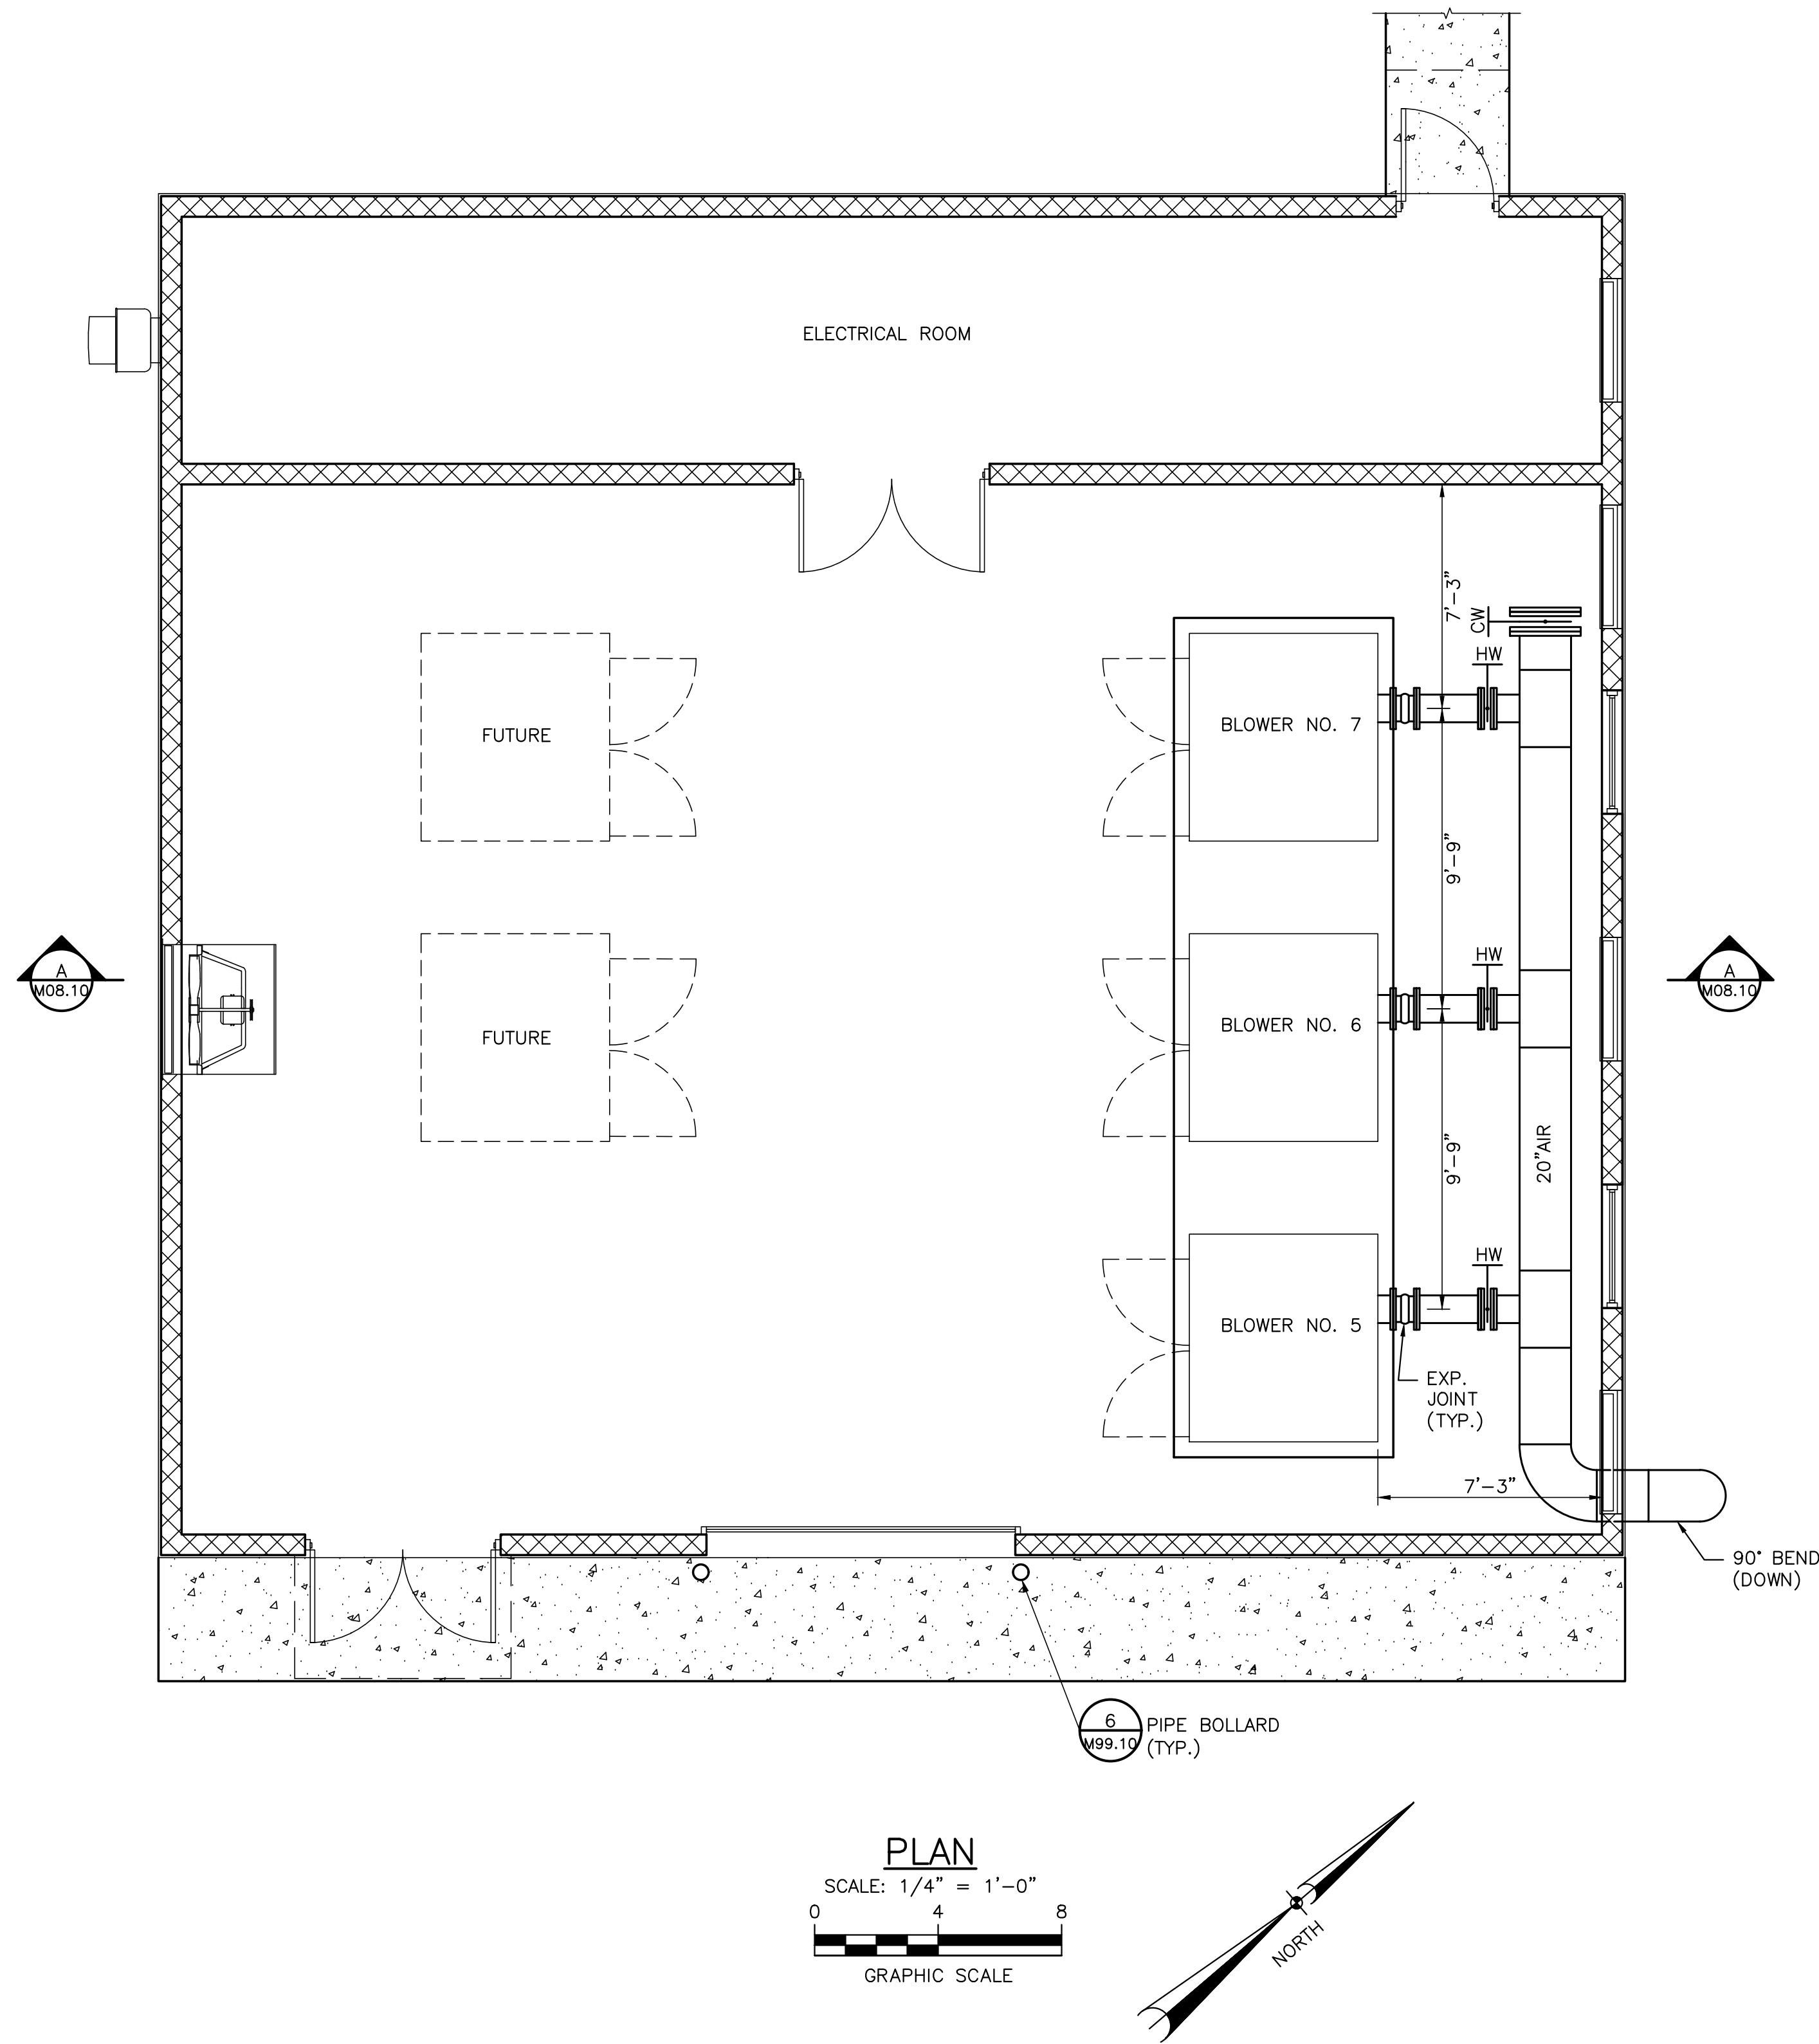 ELECTRICAL ROOM
7'-3"
CW
HW
FUTURE
BLOWER NO. 7
9'-9"
A
M08.10
HW
A
M08.10
FUTURE
BLOWER NO. 6
9'-9"
20"AIR
HW
BLOWER NO. 5
EXP.
JOINT
(TYP.)
7'-3"
90° BEND
(DOWN)
6
M99.10
PIPE BOLLARD
(TYP.)
PLAN
SCALE: 1/4" = 1'-0"
0 4 8
GRAPHIC SCALE
NORTH